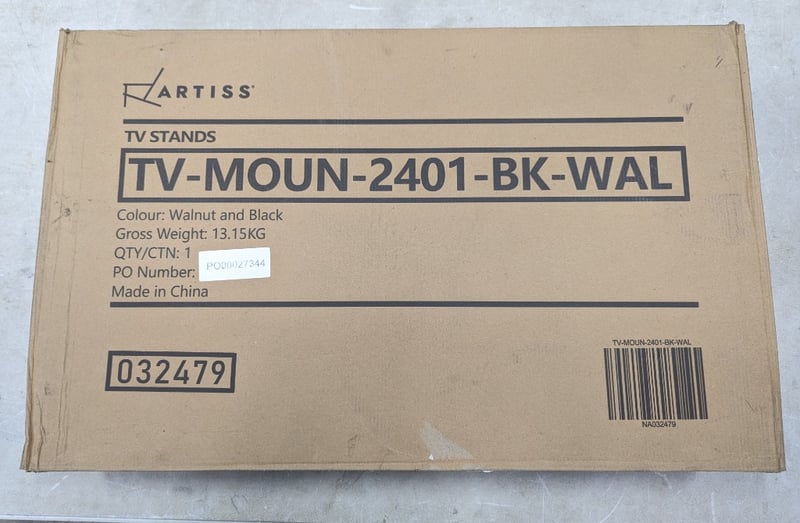 ARTISS
TV STANDS
TV-MOUN-2401-BK-WAL
Colour: Walnut and Black
Gross Weight: 13.15KG
QTY/CTN: 1
PO Number: PO00027344
Made in China
032479
TV-MOUN-2401-BK-WAL
NA032479